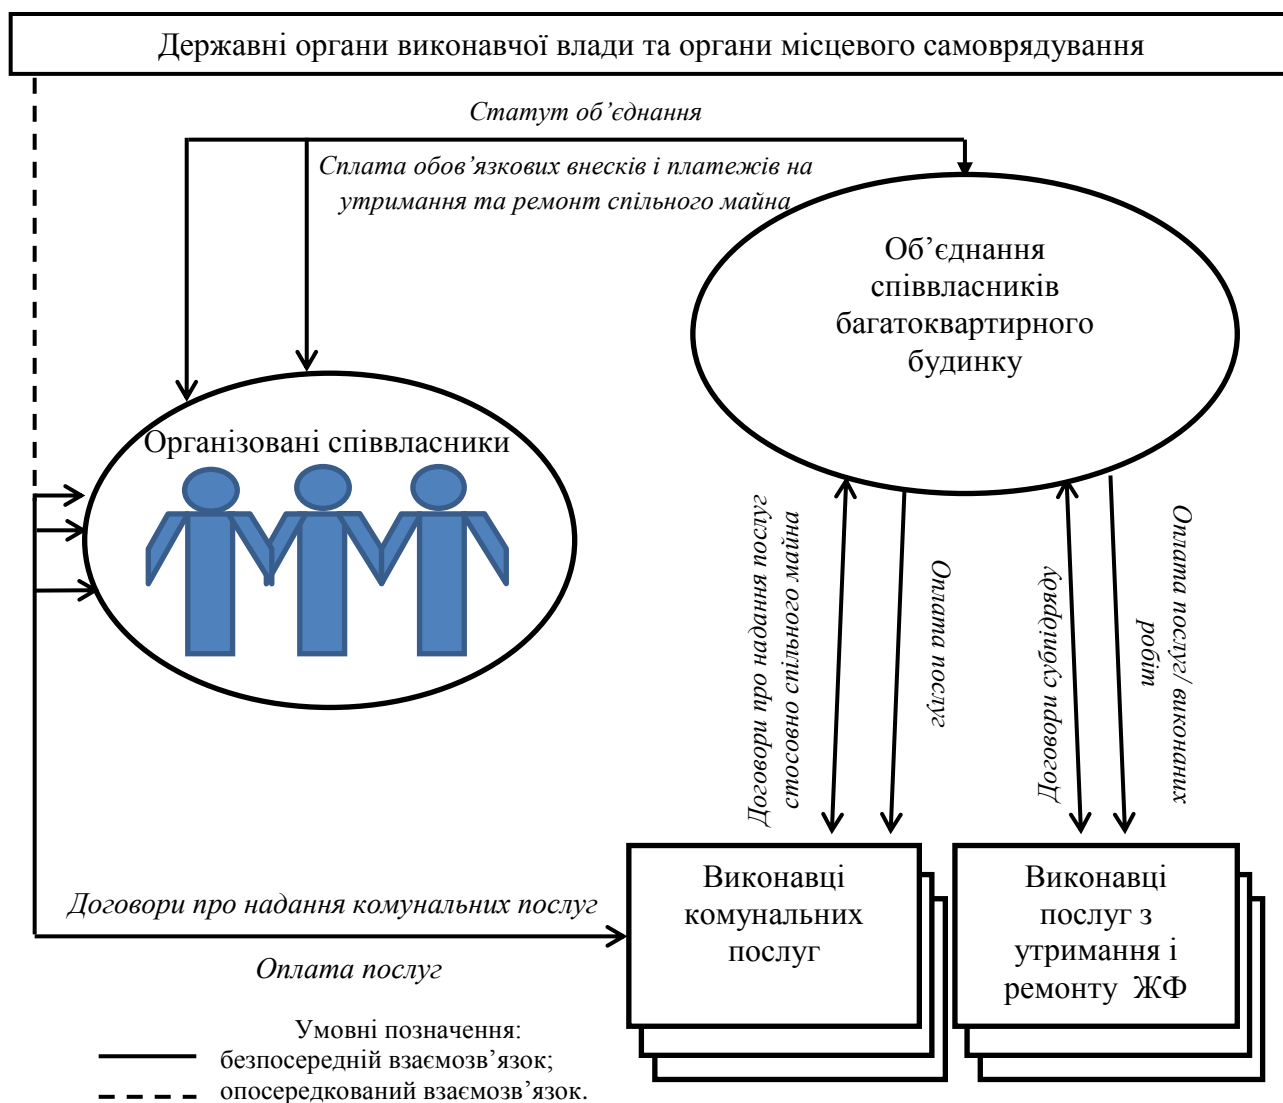 Державні органи виконавчої влади та органи місцевого самоврядування
Статут об’єднання
Сплата обов’язкових внесків і платежів на
утримання та ремонт спільного майна
Об’єднання
співвласників
багатоквартирного
будинку
Організовані співвласники
Договори про надання послуг
стосовно спільного майна
Оплата послуг
Договори субпідряду
Оплата послуг/ виконаних
робіт
Договори про надання комунальних послуг
Оплата послуг
Виконавці
комунальних
послуг
Виконавці
послуг з
утримання і
ремонту ЖФ
Умовні позначення:
безпосередній взаємозв’язок;
опосередкований взаємозв’язок.